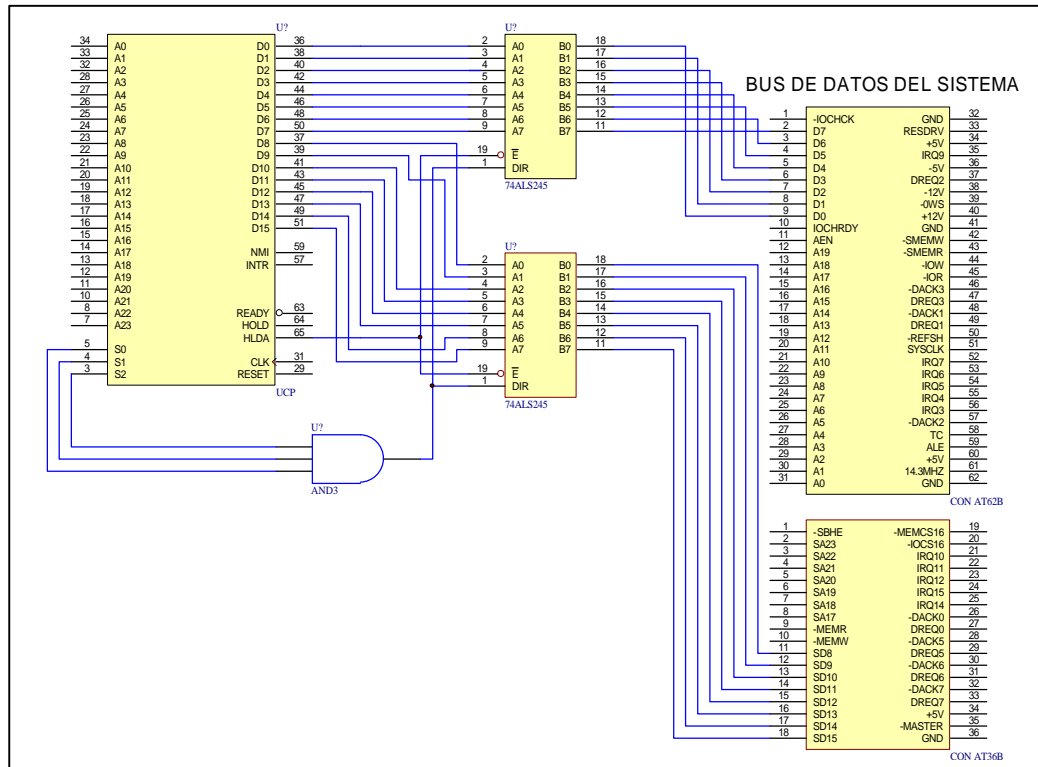 BUS DE DATOS DEL SISTEMA
U?
34 A0 D0 36
33 A1 D1 38
32 A2 D2 40
28 A3 D3 42
27 A4 D4 44
26 A5 D5 46
25 A6 D6 48
24 A7 D7 50
23 A8 D8 37
22 A9 D9 39
21 A10 D10 41
20 A11 D11 43
19 A12 D12 45
18 A13 D13 47
17 A14 D14 49
16 A15 D15 51
15 A16
14 A17 NMI 59
13 A18 INTR 57
12 A19
11 A20
10 A21
8 A22 READY 63
7 A23 HOLD 64
HLDA 65
5 S0
4 S1 CLK 31
3 S2 RESET 29
UCP
U?
2 A0 B0 18
3 A1 B1 17
4 A2 B2 16
5 A3 B3 15
6 A4 B4 14
7 A5 B5 13
8 A6 B6 12
9 A7 B7 11
19 E
1 DIR
74ALS245
U?
2 A0 B0 18
3 A1 B1 17
4 A2 B2 16
5 A3 B3 15
6 A4 B4 14
7 A5 B5 13
8 A6 B6 12
9 A7 B7 11
19 E
1 DIR
74ALS245
U?
AND3
1 -IOCHCK GND 32
2 D7 RESDRV 33
3 D6 +5V 34
4 D5 IRQ9 35
5 D4 -5V 36
6 D3 DREQ2 37
7 D2 -12V 38
8 D1 -0WS 39
9 D0 +12V 40
10 IOCHRDY GND 41
11 AEN -SMEMW 42
12 A19 -SMEMR 43
13 A18 -IOW 44
14 A17 -IOR 45
15 A16 -DACK3 46
16 A15 DREQ3 47
17 A14 -DACK1 48
18 A13 DREQ1 49
19 A12 -REFSH 50
20 A11 SYSCLK 51
21 A10 IRQ7 52
22 A9 IRQ6 53
23 A8 IRQ5 54
24 A7 IRQ4 55
25 A6 IRQ3 56
26 A5 -DACK2 57
27 A4 TC 58
28 A3 ALE 59
29 A2 +5V 60
30 A1 14.3MHZ 61
31 A0 GND 62
CON AT62B
1 -SBHE -MEMCS16 19
2 SA23 -IOCS16 20
3 SA22 IRQ10 21
4 SA21 IRQ11 22
5 SA20 IRQ12 23
6 SA19 IRQ15 24
7 SA18 IRQ14 25
8 SA17 -DACK0 26
9 -MEMR DREQ0 27
10 -MEMW -DACK5 28
11 SD8 DREQ5 29
12 SD9 -DACK6 30
13 SD10 DREQ6 31
14 SD11 -DACK7 32
15 SD12 DREQ7 33
16 SD13 +5V 34
17 SD14 -MASTER 35
18 SD15 GND 36
CON AT36B